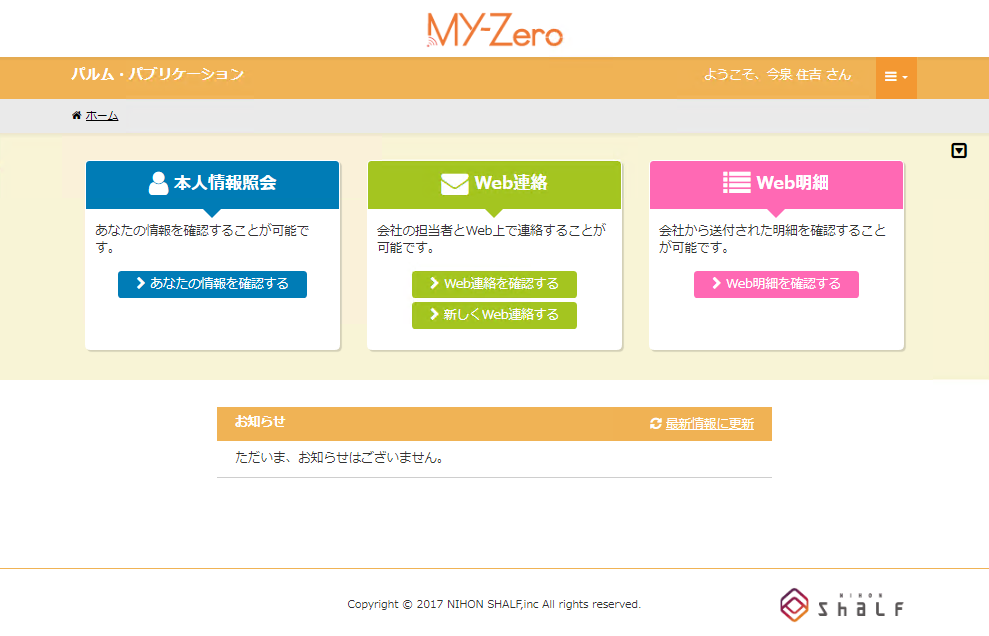 MY-Zero
パルム・パブリケーション
ようこそ、今泉 住吉 さん
ホーム
本人情報照会
あなたの情報を確認することが可能で
す。
あなたの情報を確認する
Web連絡
会社の担当者とWeb上で連絡することが
可能です。
Web連絡を確認する
新しくWeb連絡する
Web明細
会社から送付された明細を確認すること
が可能です。
Web明細を確認する
お知らせ
最新情報に更新
ただいま、お知らせはございません。
Copyright © 2017 NIHON SHALF,inc All rights reserved.
NIHON
ShALF